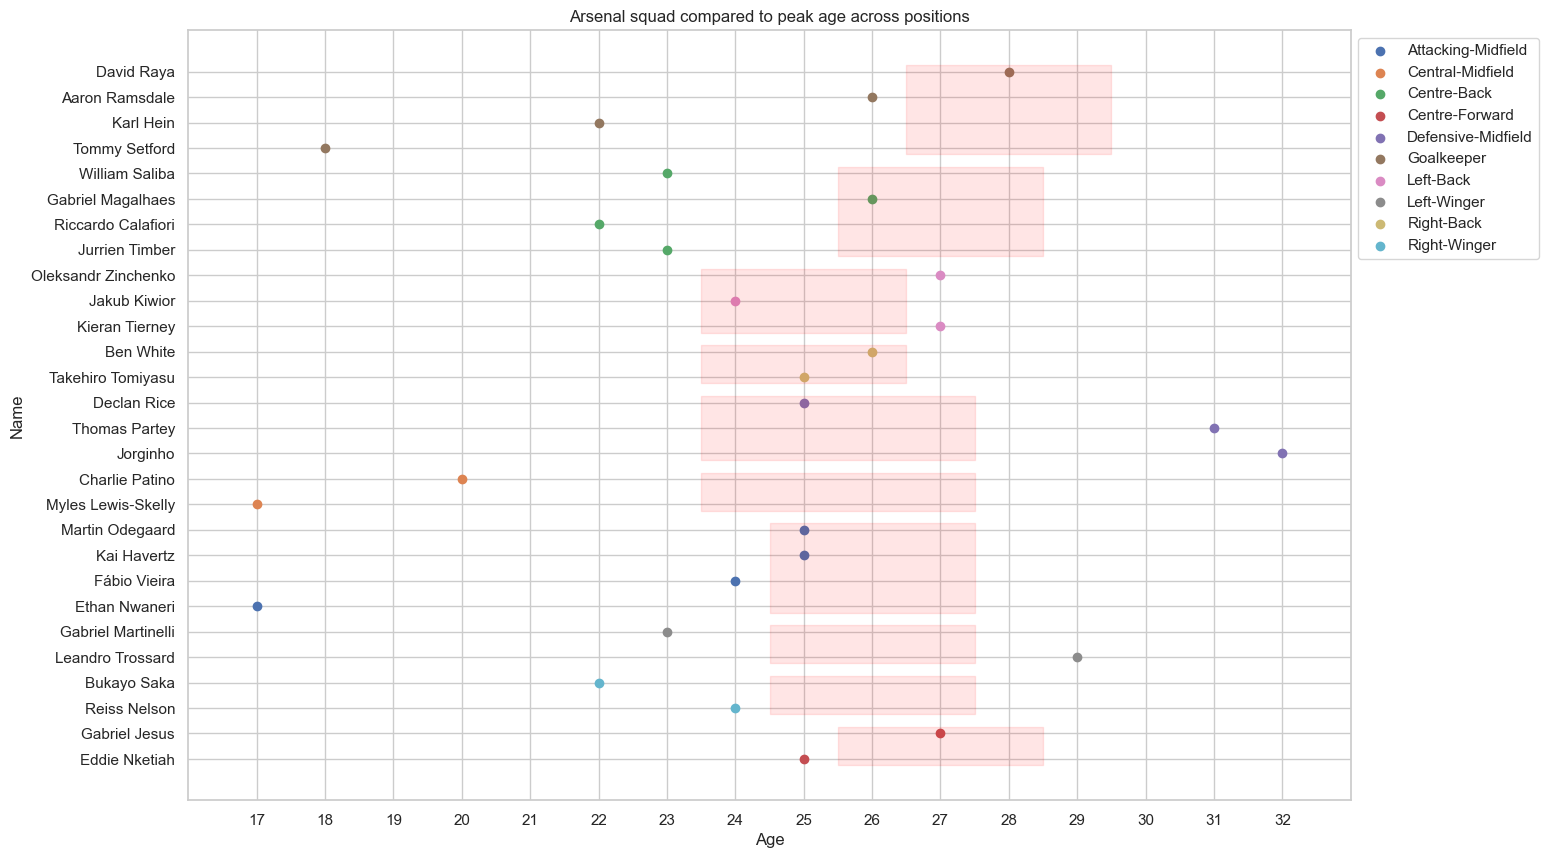 Arsenal squad compared to peak age across positions
David Raya
Aaron Ramsdale
Karl Hein
Tommy Setford
William Saliba
Gabriel Magalhaes
Riccardo Calafiori
Jurrien Timber
Oleksandr Zinchenko
Jakub Kiwior
Kieran Tierney
Ben White
Takehiro Tomiyasu
Declan Rice
Thomas Partey
Jorginho
Charlie Patino
Myles Lewis-Skelly
Martin Odegaard
Kai Havertz
Fábio Vieira
Ethan Nwaneri
Gabriel Martinelli
Leandro Trossard
Bukayo Saka
Reiss Nelson
Gabriel Jesus
Eddie Nketiah
Name
17 18 19 20 21 22 23 24 25 26 27 28 29 30 31 32
Age
Attacking-Midfield
Central-Midfield
Centre-Back
Centre-Forward
Defensive-Midfield
Goalkeeper
Left-Back
Left-Winger
Right-Back
Right-Winger